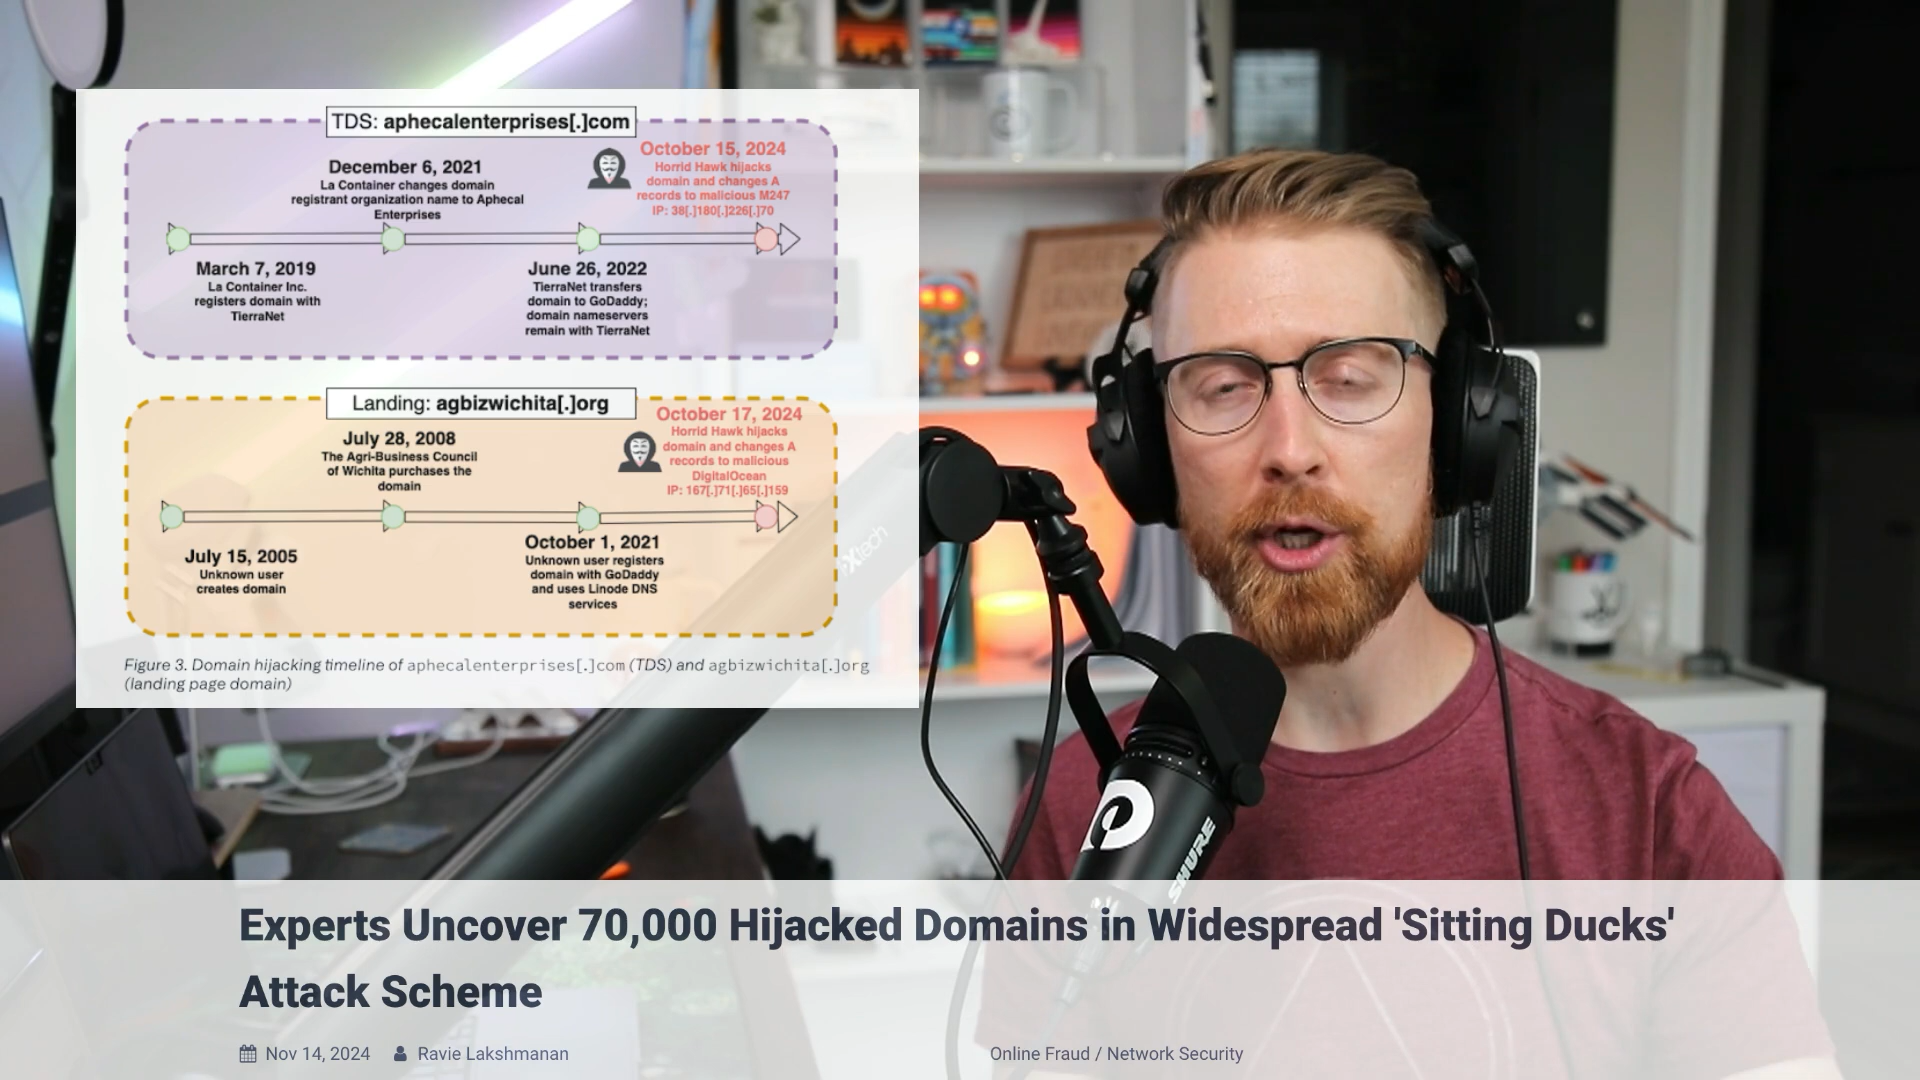 TDS: aphecalenterprises[.]com
December 6, 2021
La Container changes domain
registrant organization name to Aphecal
Enterprises
October 15, 2024
Horrid Hawk hijacks
domain and changes A
records to malicious M247
IP: 38[.]180[.]226[.]70
March 7, 2019
La Container Inc.
registers domain with
TierraNet
June 26, 2022
TierraNet transfers
domain to GoDaddy;
domain nameservers
remain with TierraNet
Landing: agbizwichita[.]org
July 28, 2008
The Agri-Business Council
of Wichita purchases the
domain
October 17, 2024
Horrid Hawk hijacks
domain and changes A
records to malicious
DigitalOcean
IP: 167[.]71[.]65[.]159
July 15, 2005
Unknown user
creates domain
October 1, 2021
Unknown user registers
domain with GoDaddy
and uses Linode DNS
services
Figure 3. Domain hijacking timeline of aphecalenterprises[.]com (TDS) and agbizwichita[.]org
(landing page domain)
SHURE
Experts Uncover 70,000 Hijacked Domains in Widespread 'Sitting Ducks'
Attack Scheme
Nov 14, 2024 Ravie Lakshmanan Online Fraud / Network Security